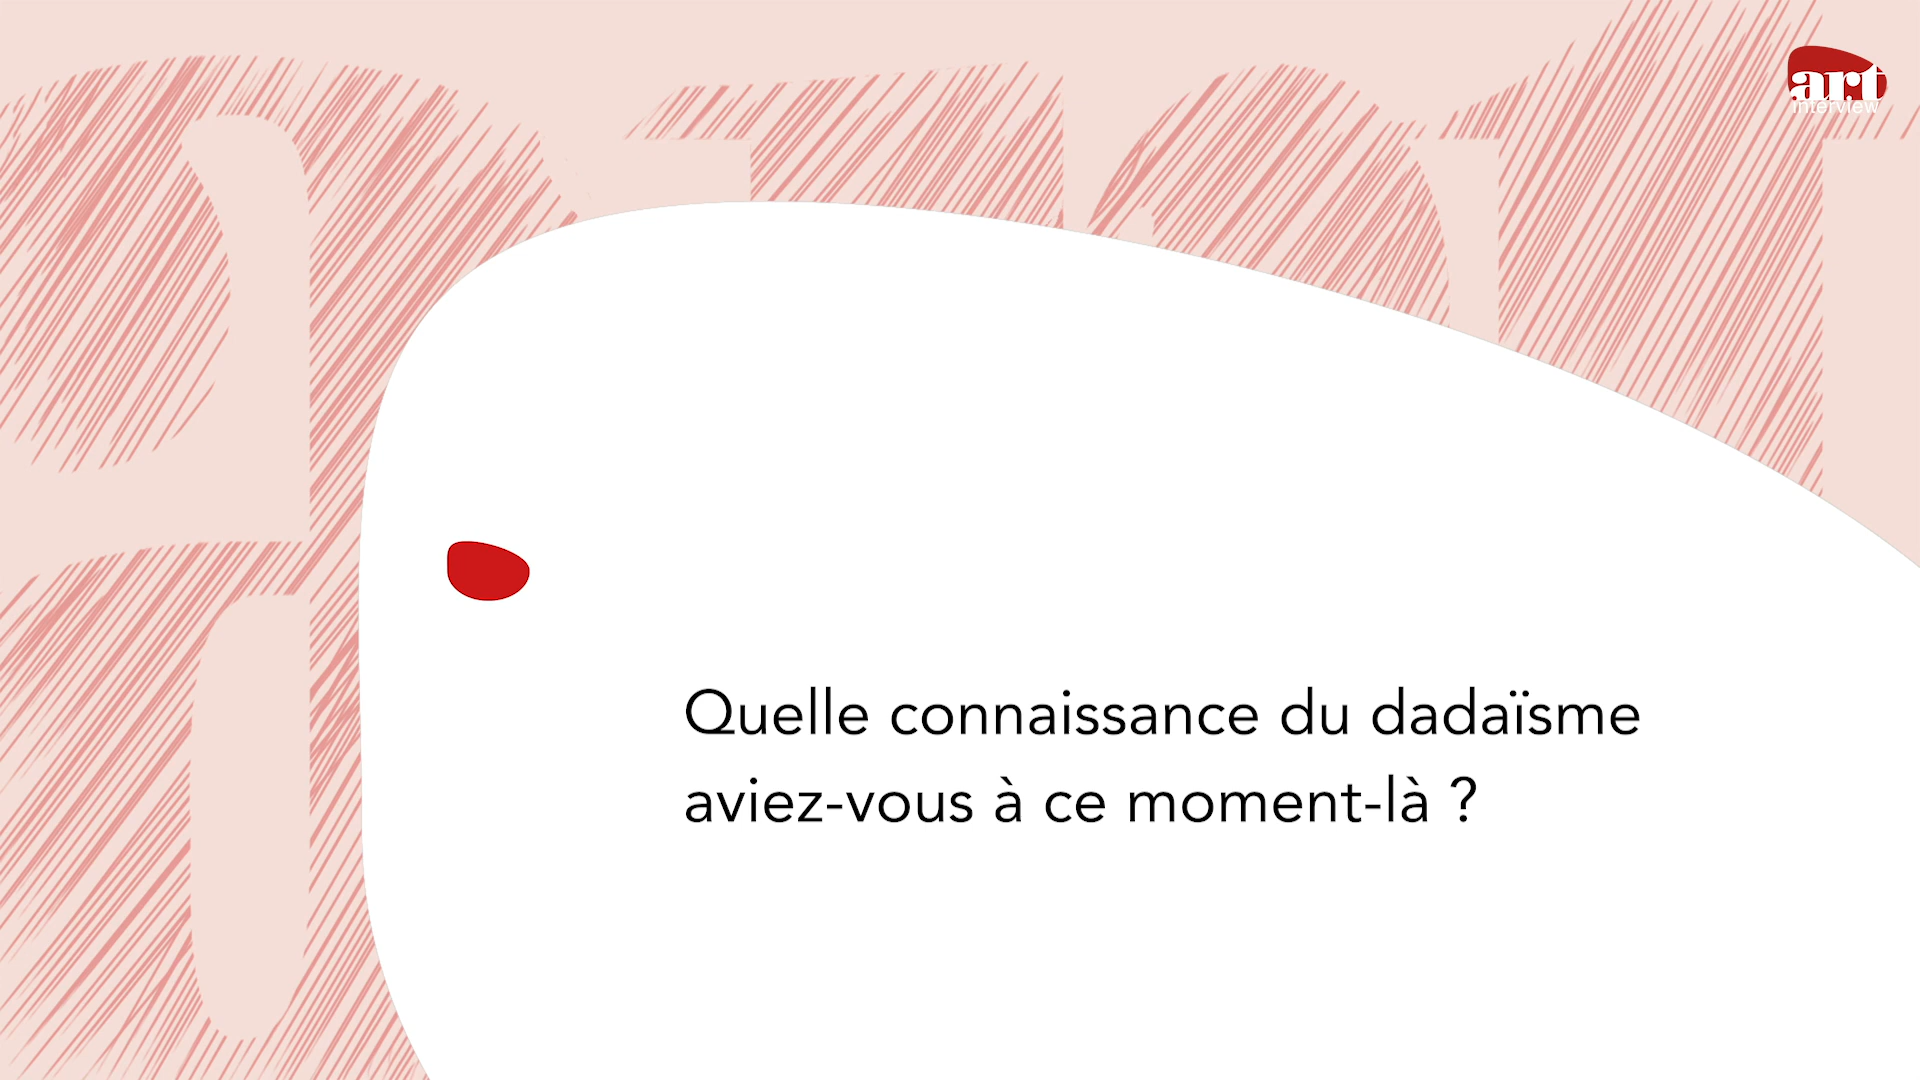 art
interview
Quelle connaissance du dadaïsme
aviez-vous à ce moment-là ?